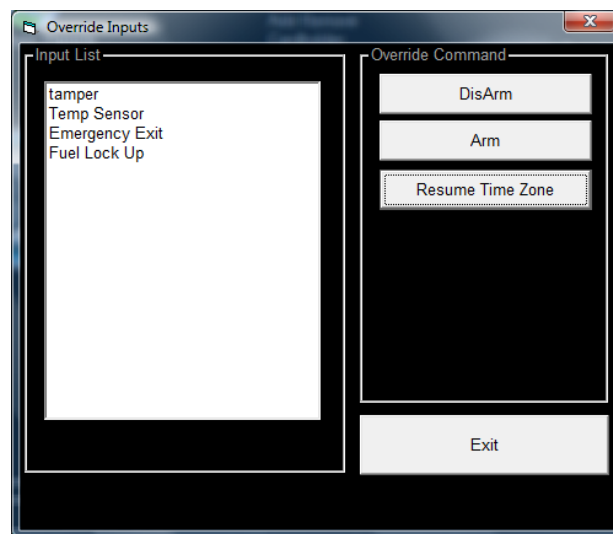 Override Inputs
Input List
tamper
Temp Sensor
Emergency Exit
Fuel Lock Up
Override Command
DisArm
Arm
Resume Time Zone
Exit